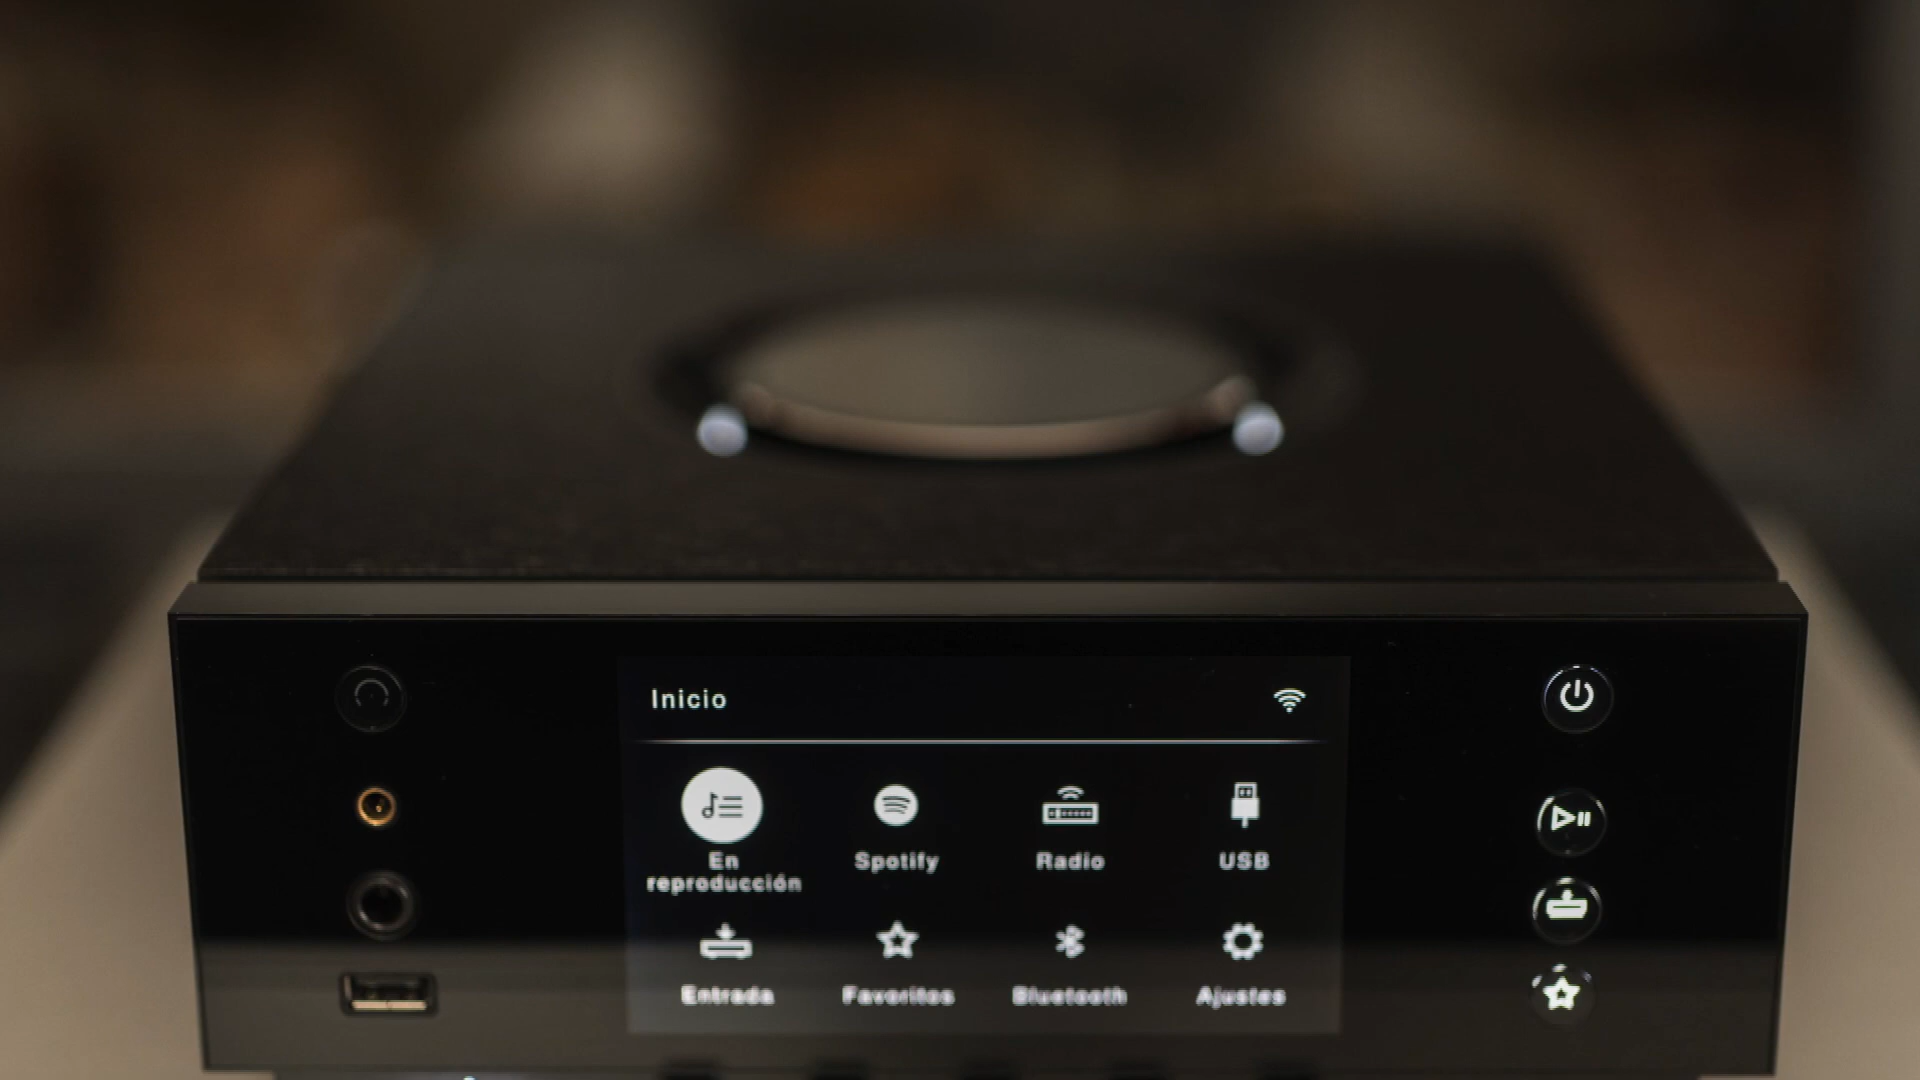 Inicio
En
reproducción
Spotify
Radio
USB
Entrada
Favoritos
Bluetooth
Ajustes